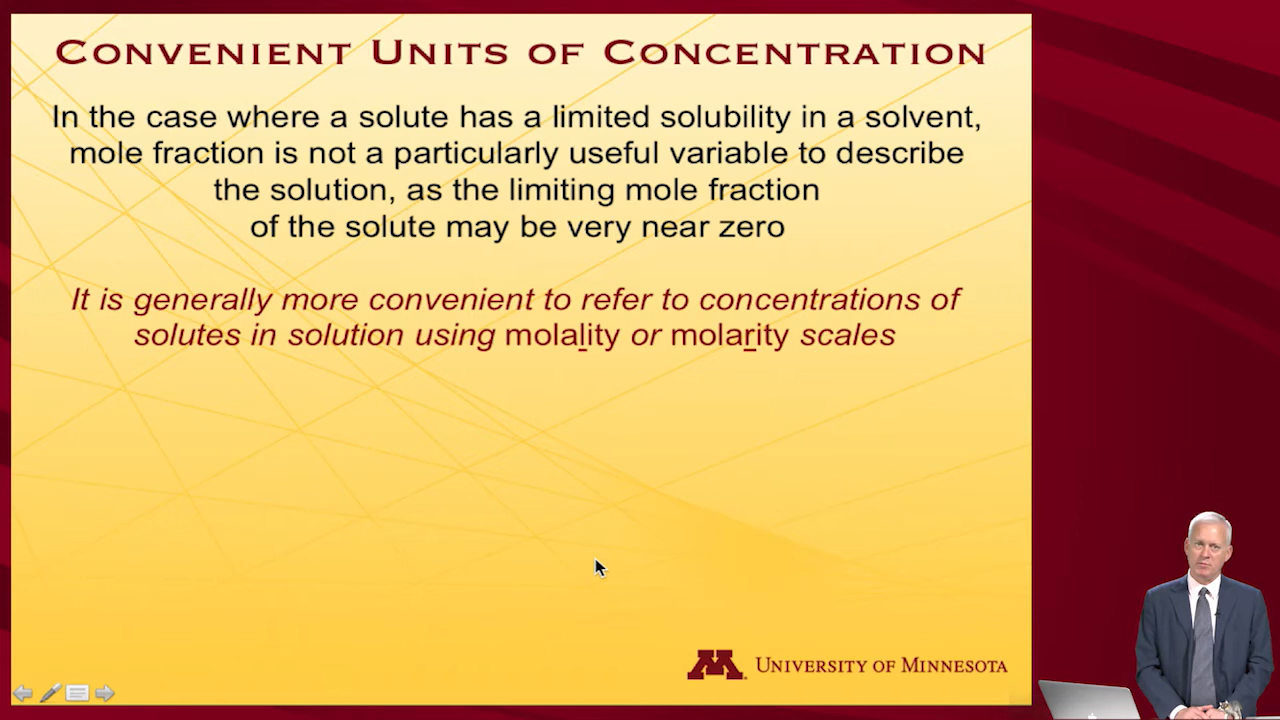 CONVENIENT UNITS OF CONCENTRATION
In the case where a solute has a limited solubility in a solvent,
mole fraction is not a particularly useful variable to describe
the solution, as the limiting mole fraction
of the solute may be very near zero
It is generally more convenient to refer to concentrations of
solutes in solution using molality or molarity scales
M
UNIVERSITY OF MINNESOTA